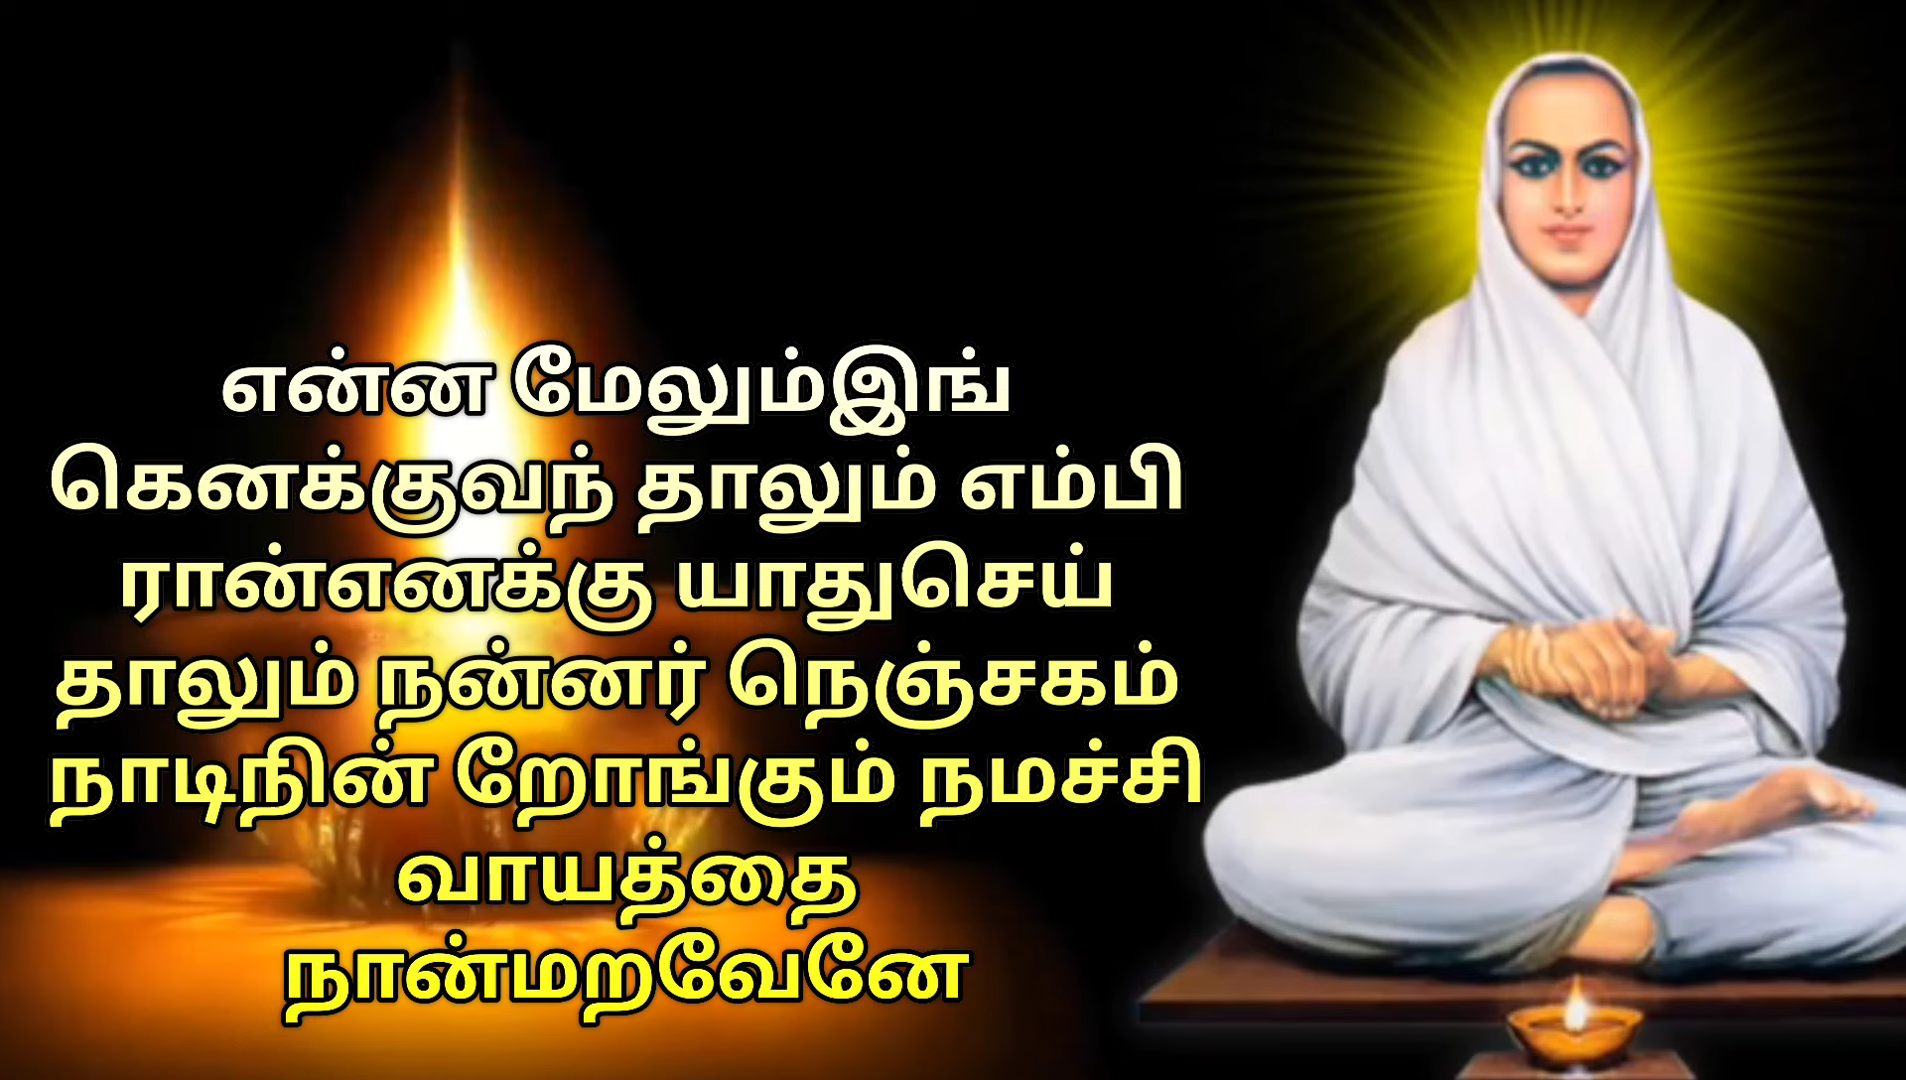 என்ன மேலும்இங்
கெனக்குவந் தாலும் எம்பி
ரான்எனக்கு யாதுசெய்
தாலும் நன்னர் நெஞ்சகம்
நாடிநின் றோங்கும் நமச்சி
வாயத்தை
நான்மறவேனே